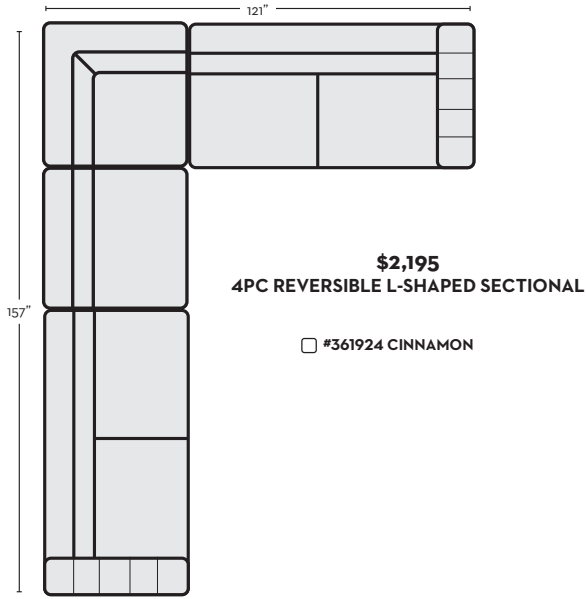 121”
157”
$2,195
4PC REVERSIBLE L-SHAPED SECTIONAL
#361924 CINNAMON